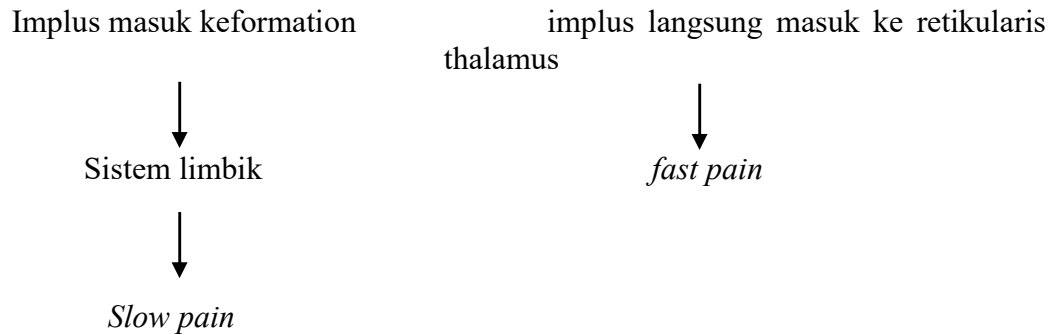 Implus masuk keformation implus langsung masuk ke retikularis
thalamus
Sistem limbik fast pain
Slow pain